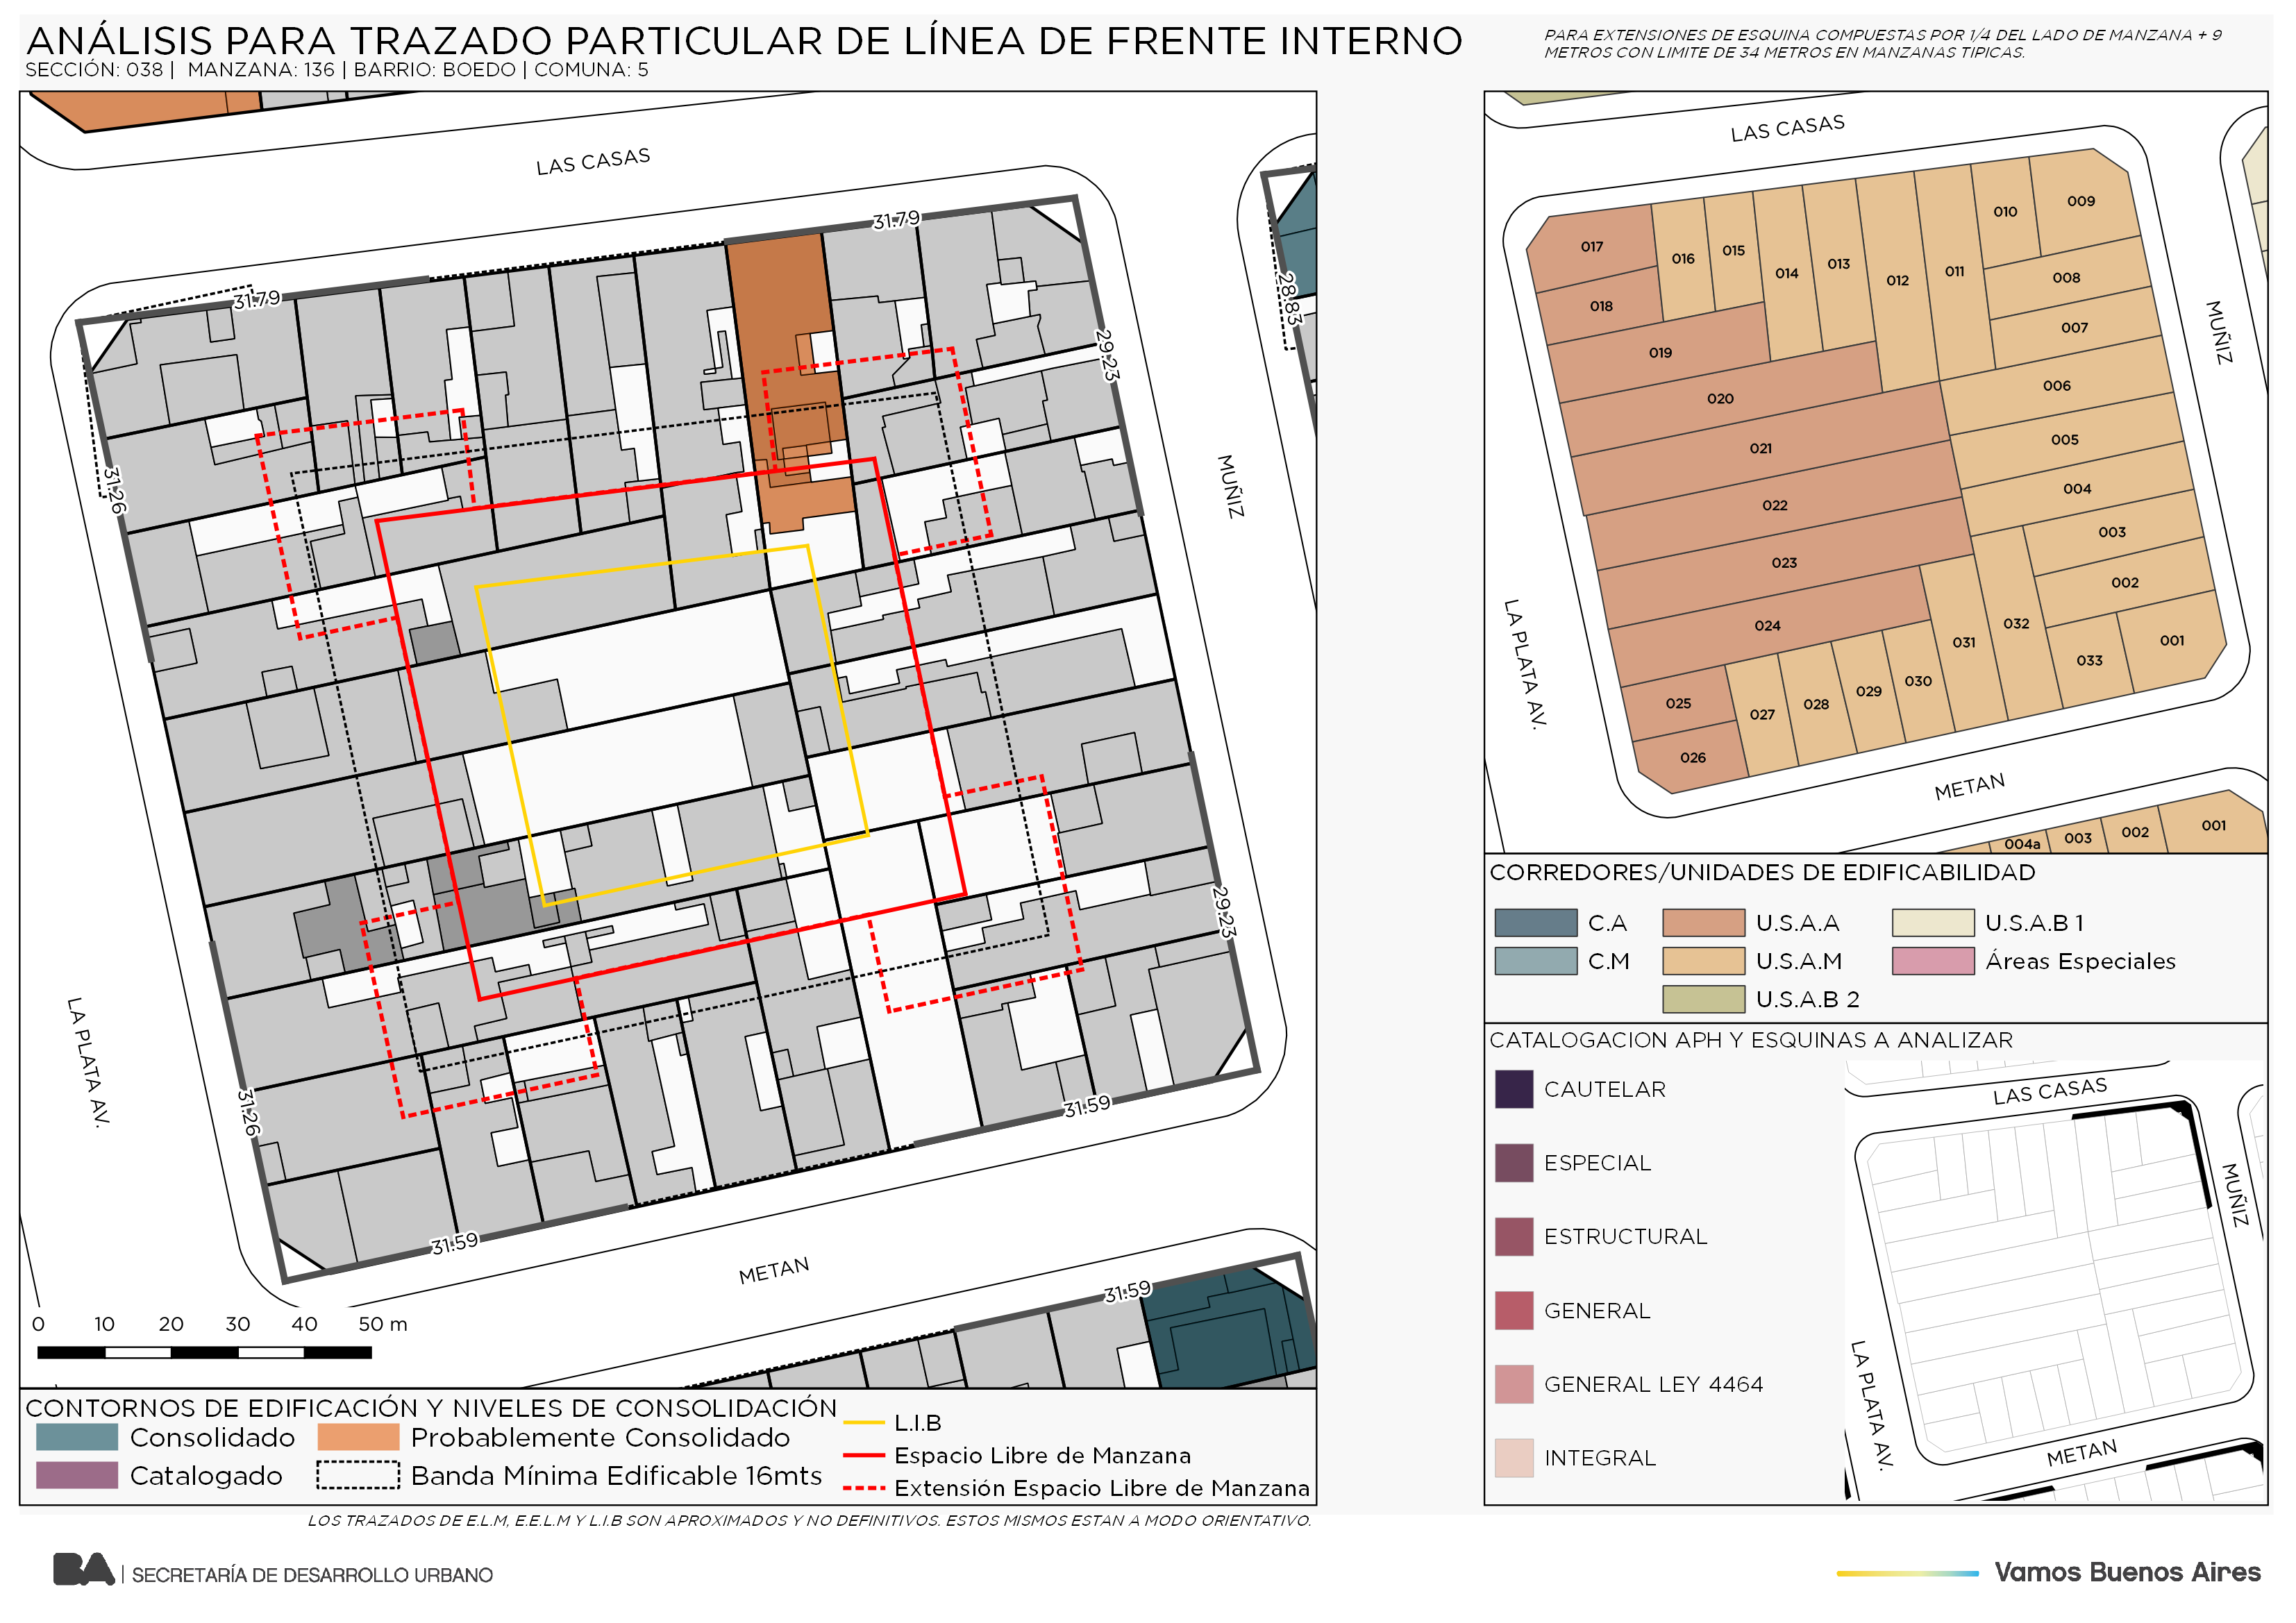 ANÁLISIS PARA TRAZADO PARTICULAR DE LÍNEA DE FRENTE INTERNO
SECCIÓN: 038 | MANZANA: 136 | BARRIO: BOEDO | COMUNA: 5
PARA EXTENSIONES DE ESQUINA COMPUESTAS POR 1/4 DEL LADO DE MANZANA + 9
METROS CON LIMITE DE 34 METROS EN MANZANAS TIPICAS.
LAS CASAS
31.79
31.79
28.83
29.23
31.26
MUÑIZ
29.23
LA PLATA AV.
31.26
31.59
31.59
METAN
31.59
0 10 20 30 40 50 m
CONTORNOS DE EDIFICACIÓN Y NIVELES DE CONSOLIDACIÓN
Consolidado
Probablemente Consolidado
Catalogado
Banda Mínima Edificable 16mts
L.I.B
Espacio Libre de Manzana
Extensión Espacio Libre de Manzana
LOS TRAZADOS DE E.L.M, E.E.L.M Y L.I.B SON APROXIMADOS Y NO DEFINITIVOS. ESTOS MISMOS ESTAN A MODO ORIENTATIVO.
LAS CASAS
017
016
015
014
013
012
011
010
009
018
008
019
007
MUÑIZ
020
006
021
005
022
004
023
003
024
002
LA PLATA AV.
031
032
033
001
025
027
028
029
030
026
METAN
004a
003
002
001
CORREDORES/UNIDADES DE EDIFICABILIDAD
C.A
U.S.A.A
U.S.A.B 1
C.M
U.S.A.M
Áreas Especiales
U.S.A.B 2
CATALOGACION APH Y ESQUINAS A ANALIZAR
CAUTELAR
ESPECIAL
ESTRUCTURAL
GENERAL
GENERAL LEY 4464
INTEGRAL
LAS CASAS
MUÑIZ
LA PLATA AV.
METAN
BA | SECRETARÍA DE DESARROLLO URBANO
Vamos Buenos Aires